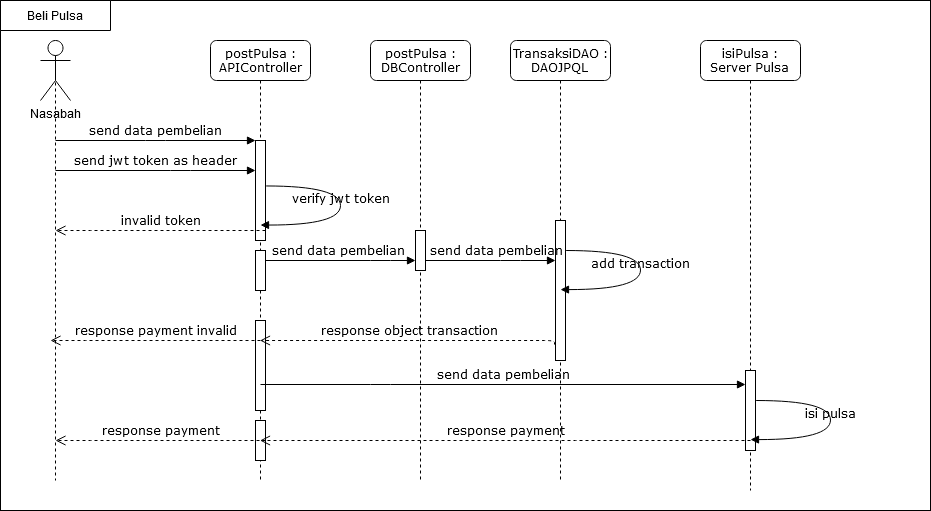 Beli Pulsa
postPulsa :
APIController
postPulsa :
DBController
TransaksiDAO :
DAOJPQL
isiPulsa :
Server Pulsa
Nasabah
send data pembelian
send jwt token as header
verify jwt token
invalid token
send data pembelian
send data pembelian
add transaction
response payment invalid
response object transaction
send data pembelian
isi pulsa
response payment
response payment